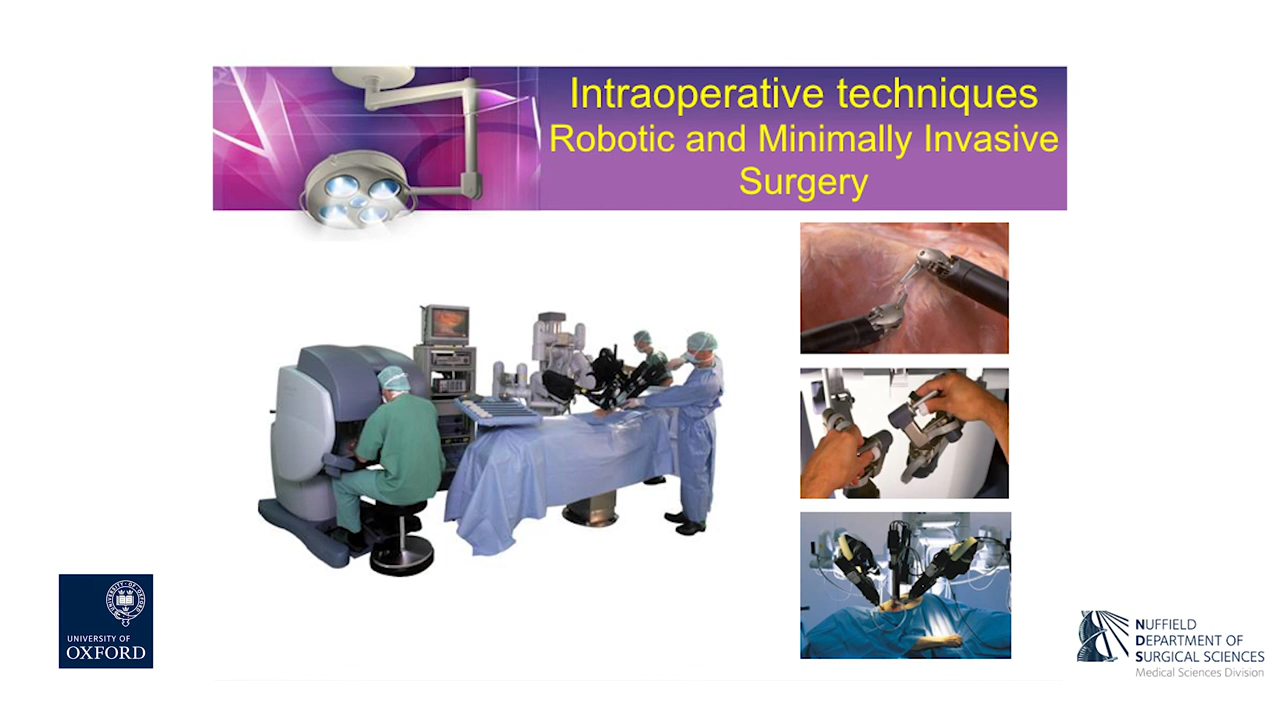 Intraoperative techniques
Robotic and Minimally Invasive
Surgery
UNIVERSITY OF
OXFORD
NUFFIELD
DEPARTMENT OF
SURGICAL SCIENCES
Medical Sciences Division